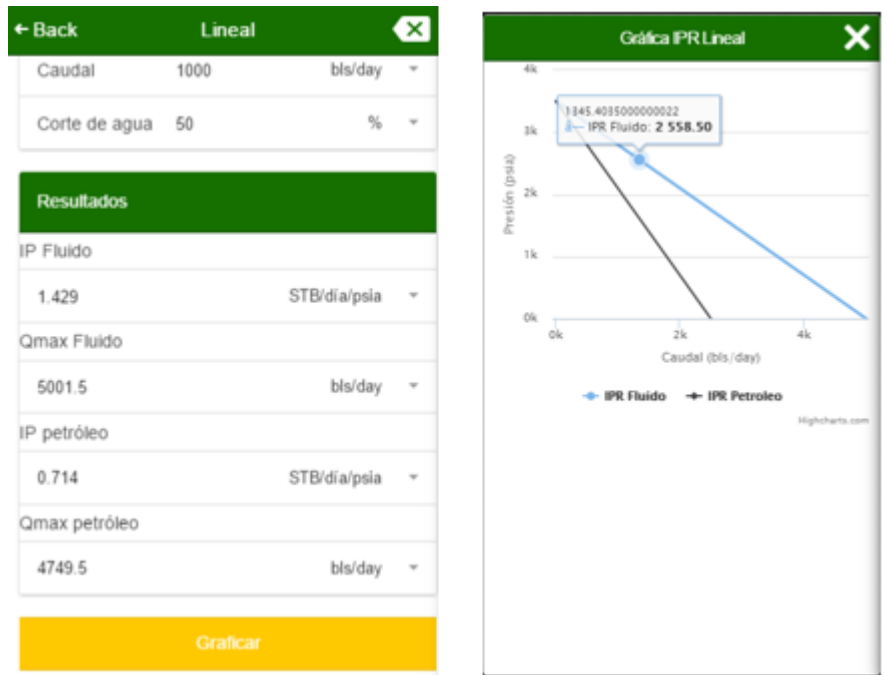 ← Back Lineal
Caudal 1000 bls/day
Corte de agua 50 %
Resultados
IP Fluido
1.429 STB/día/psia
Qmax Fluido
5001.5 bls/day
IP petróleo
0.714 STB/día/psia
Qmax petróleo
4749.5 bls/day
Graficar
Gráfica IPR Lineal
4k
3k
2k
1k
0k
Presión (psia)
1345.4035000000022
IPR Fluido: 2 558.50
0k 2k 4k
Caudal (bls/day)
IPR Fluido IPR Petroleo
Highcharts.com